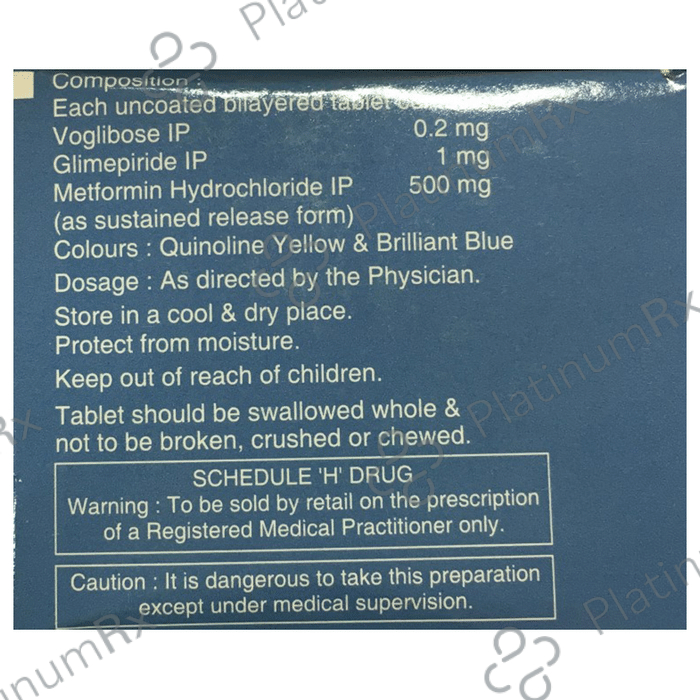 Platinum
Composition :
Each uncoated bilayered tablet
Voglibose IP 0.2 mg
Glimepiride IP 1 mg
Metformin Hydrochloride IP 500 mg
(as sustained release form)
Colours : Quinoline Yellow & Brilliant Blue
Dosage : As directed by the Physician.
Store in a cool & dry place.
Protect from moisture.
Keep out of reach of children.
Tablet should be swallowed whole &
not to be broken, crushed or chewed.
SCHEDULE 'H' DRUG
Warning : To be sold by retail on the prescription
of a Registered Medical Practitioner only.
Caution : It is dangerous to take this preparation
except under medical supervision.
PlatinumRx
PlatinumRx
PlatinumRx
Platinum